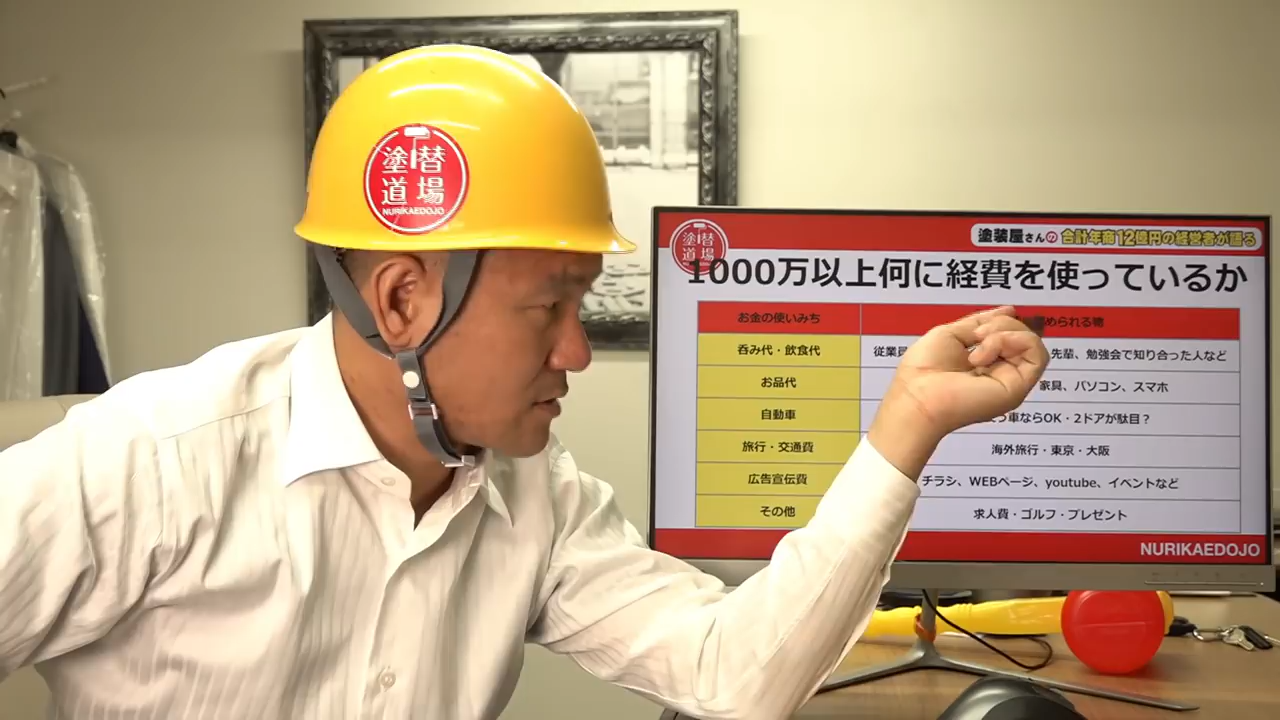 塗替
道場
NURIKAEDOJO
塗替
道場
塗装屋さんの 合計年商12億円の経営者が語る
1000万以上何に経費を使っているか
お金の使いみち められる物
呑み代・飲食代 従業員 先輩、勉強会で知り合った人など
お品代 家具、パソコン、スマホ
自動車 車ならOK・2ドアが駄目？
旅行・交通費 海外旅行・東京・大阪
広告宣伝費 チラシ、WEBページ、youtube、イベントなど
その他 求人費・ゴルフ・プレゼント
NURIKAEDOJO